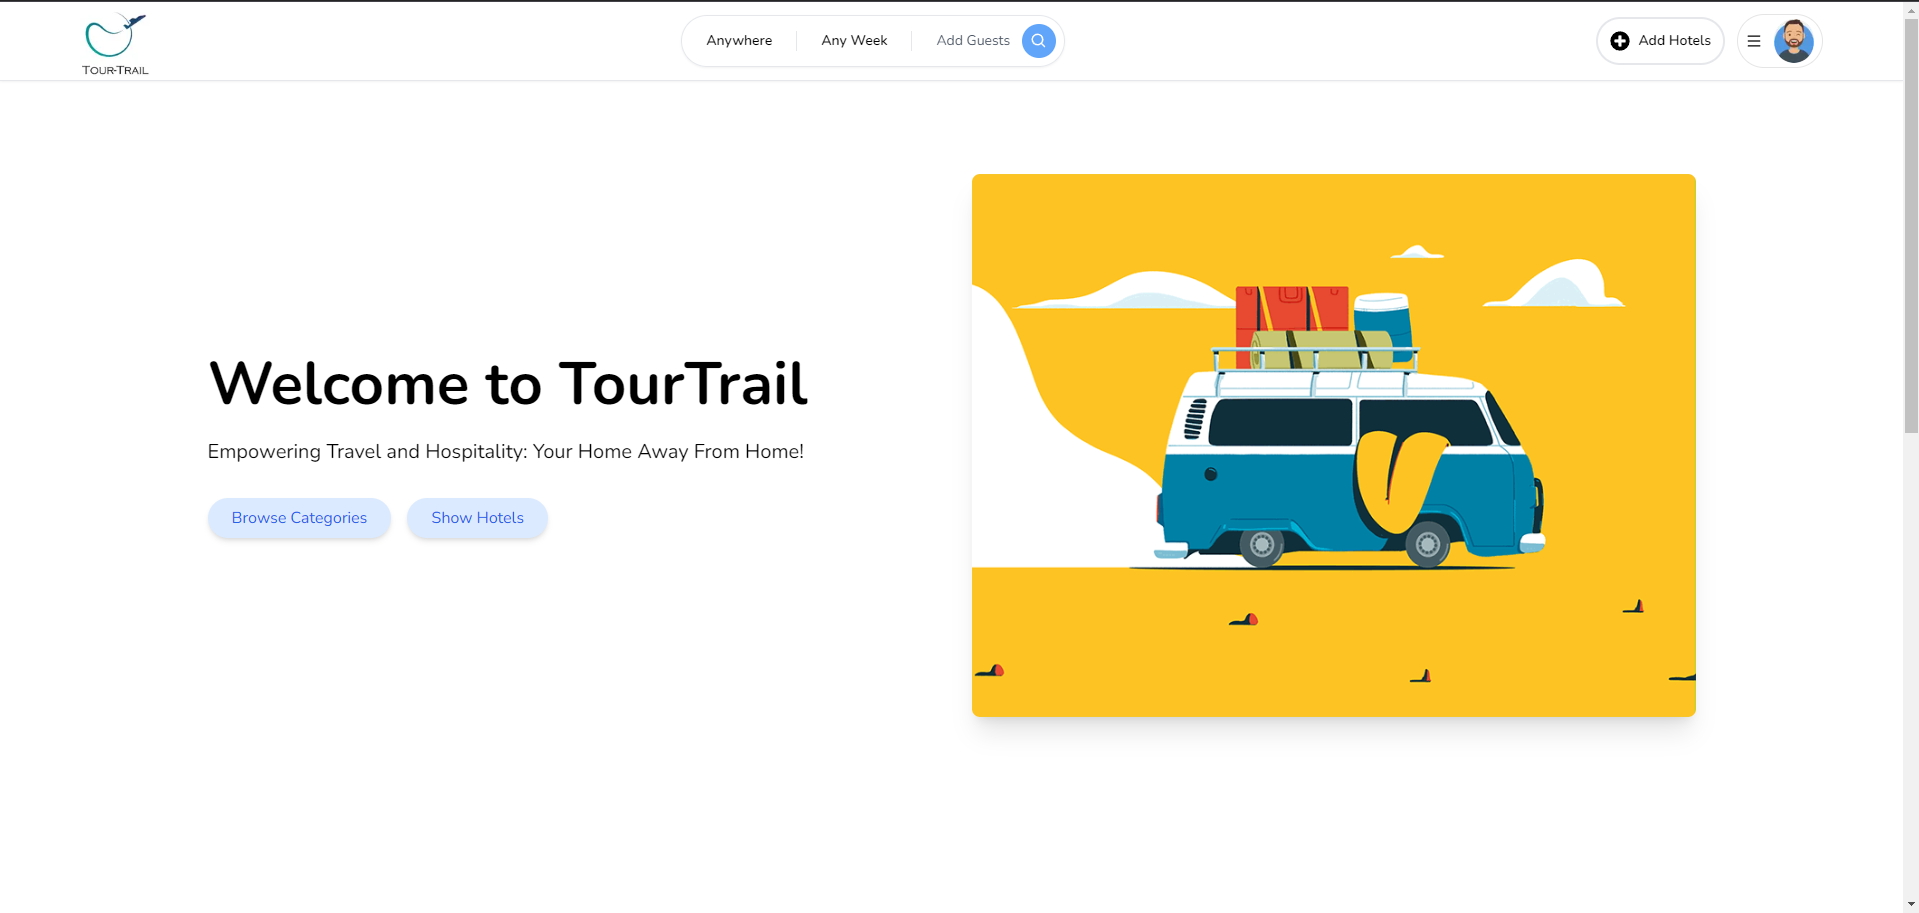 TOUR-TRAIL
Anywhere
Any Week
Add Guests
Add Hotels
Welcome to TourTrail
Empowering Travel and Hospitality: Your Home Away From Home!
Browse Categories
Show Hotels